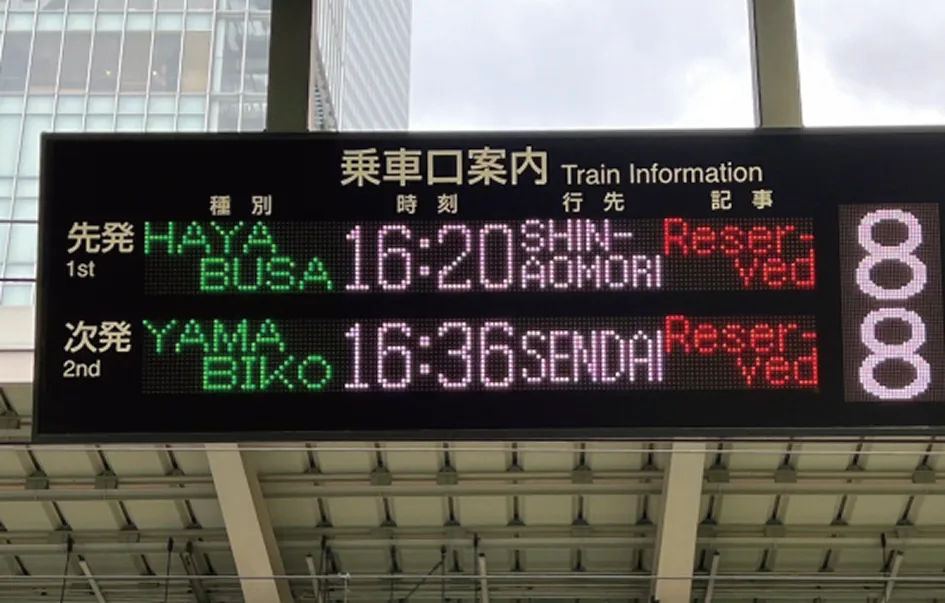 乗車口案内 Train Information
種別 時刻 行先 記事
先発 HAYA 16:20 SHIN- Reser- 8
1st BUSA AOMORI ved
次発 YAMA 16:36 SENDAI Reser- 8
2nd BIKO ved